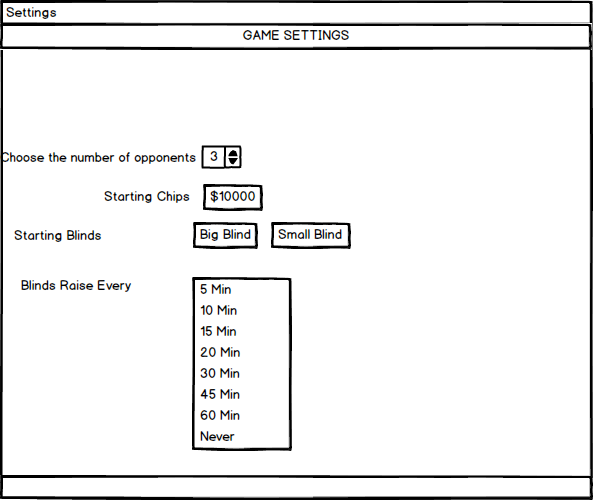 Settings
GAME SETTINGS
Choose the number of opponents 3
Starting Chips $10000
Starting Blinds Big Blind Small Blind
Blinds Raise Every
5 Min
10 Min
15 Min
20 Min
30 Min
45 Min
60 Min
Never